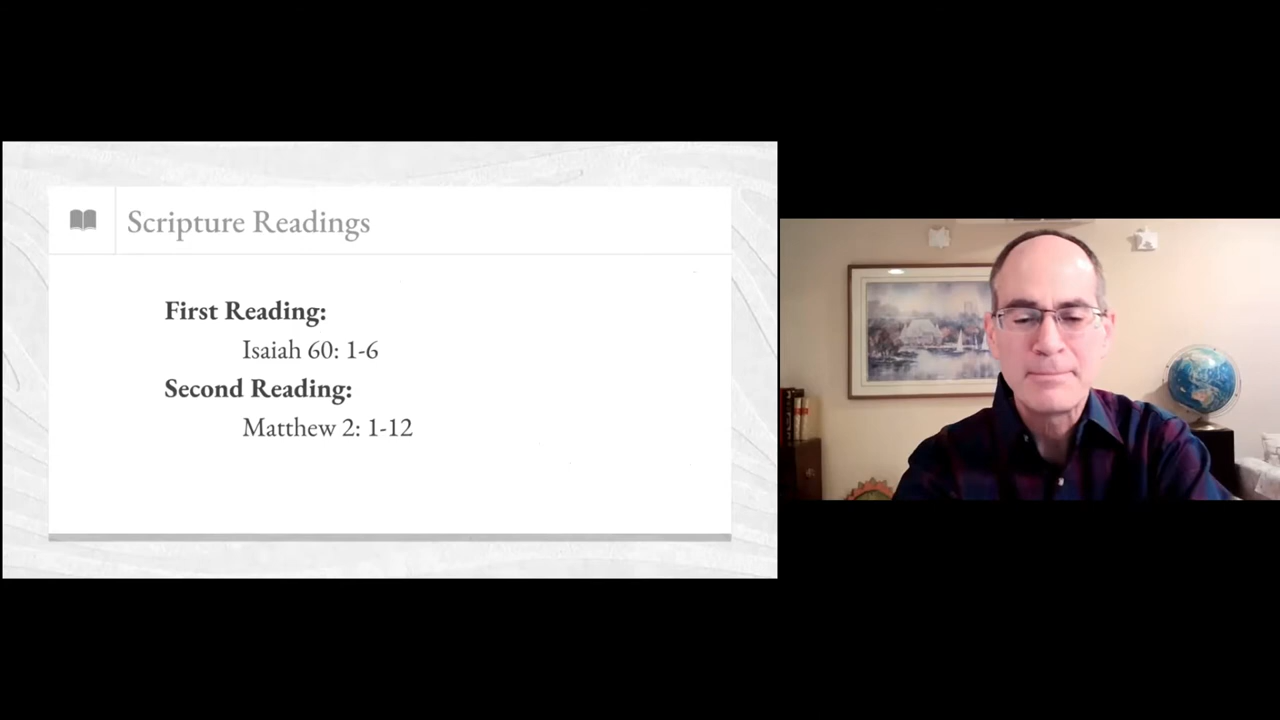 Scripture Readings
First Reading:
Isaiah 60: 1-6
Second Reading:
Matthew 2: 1-12